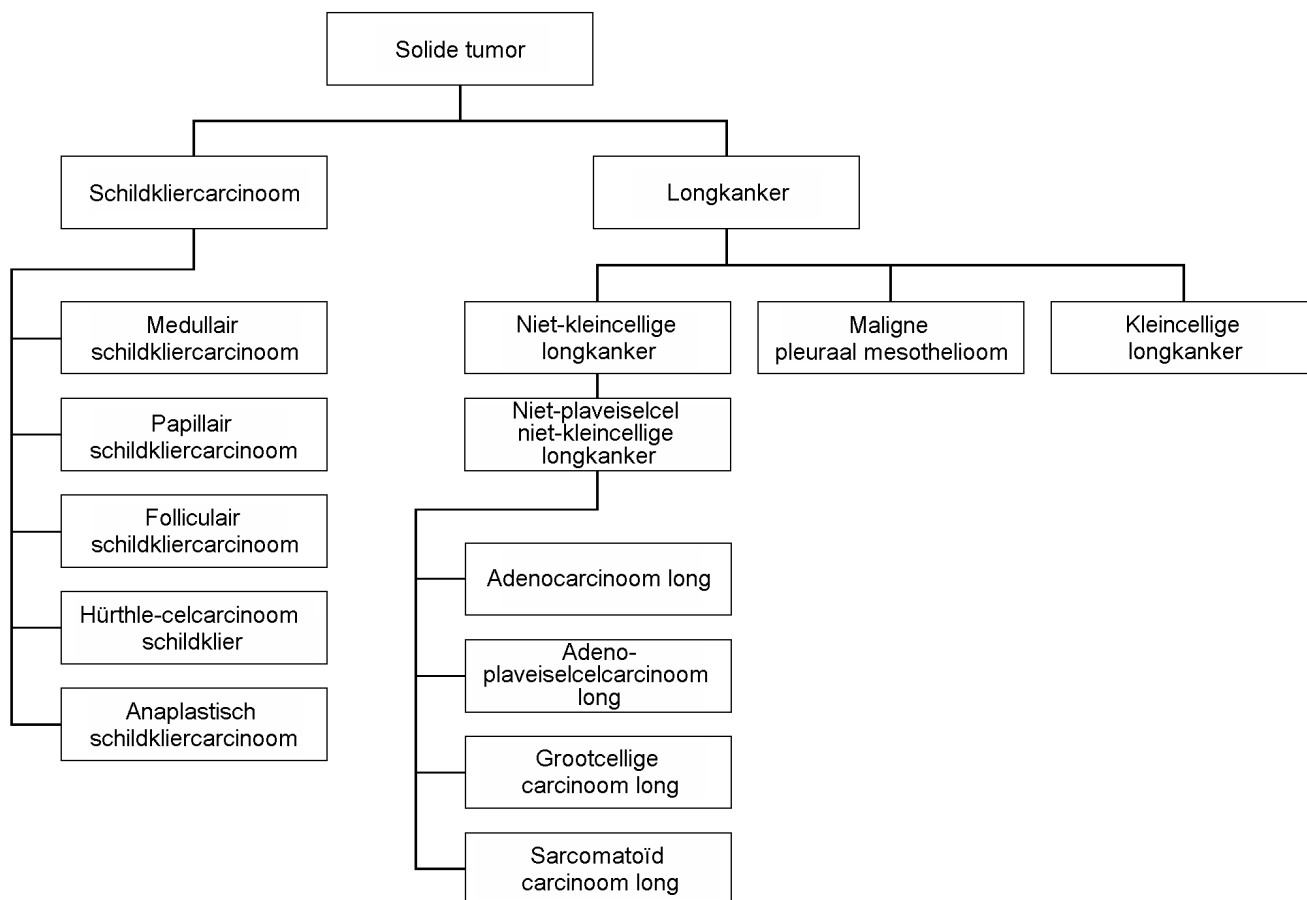 Solide tumor
Schildkliercarcinoom
Longkanker
Medullair
schildkliercarcinoom
Papillair
schildkliercarcinoom
Folliculair
schildkliercarcinoom
Hürthle-celcarcinoom
schildklier
Anaplastisch
schildkliercarcinoom
Niet-kleincellige
longkanker
Maligne
pleuraal mesothelioom
Kleincellige
longkanker
Niet-plaveiselcel
niet-kleincellige
longkanker
Adenocarcinoom long
Adeno-
plaveiselcelcarcinoom
long
Grootcellige
carcinoom long
Sarcomatoïd
carcinoom long